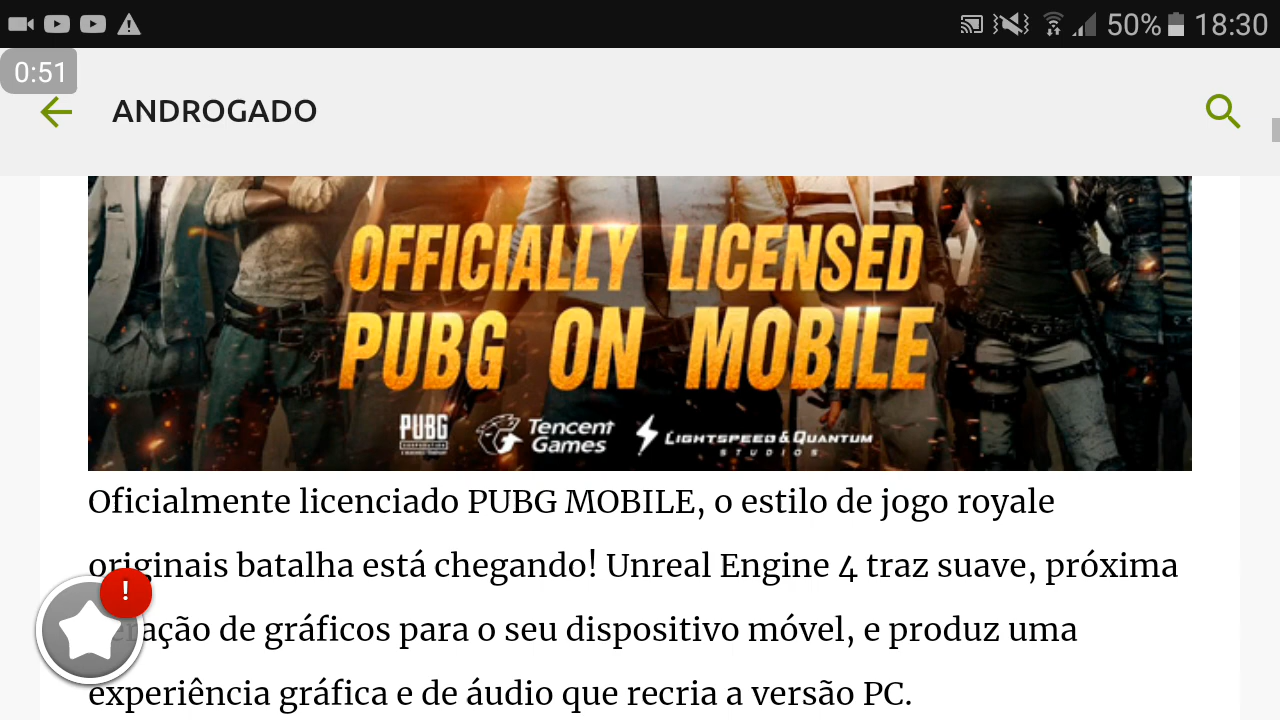 50% 18:30
0:51
ANDROGADO
OFFICIALLY LICENSED
PUBG ON MOBILE
PUBG
Tencent
Games
LIGHTSPEED & QUANTUM
STUDIOS
Oficialmente licenciado PUBG MOBILE, o estilo de jogo royale
originais batalha está chegando! Unreal Engine 4 traz suave, próxima
!
de gráficos para o seu dispositivo móvel, e produz uma
experiência gráfica e de áudio que recria a versão PC.